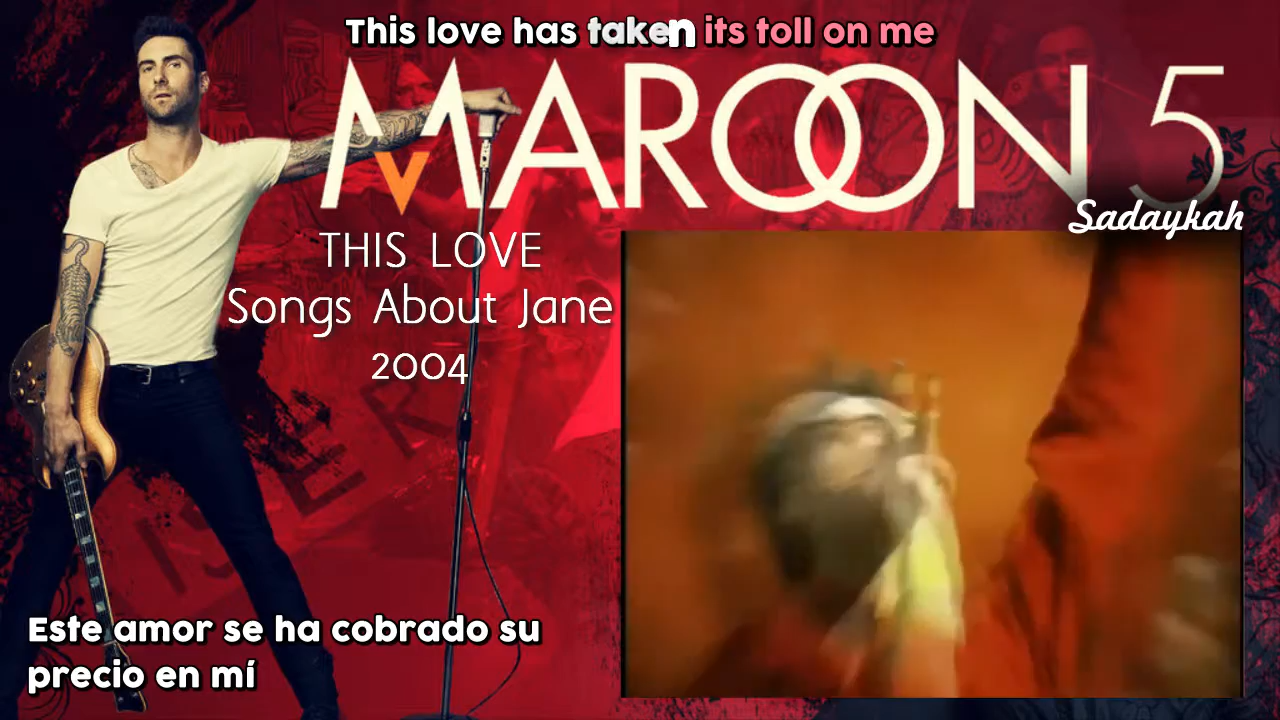 This love has taken its toll on me
MAROON 5
Sadaykah
THIS LOVE
Songs About Jane
2004
Este amor se ha cobrado su
precio en mí